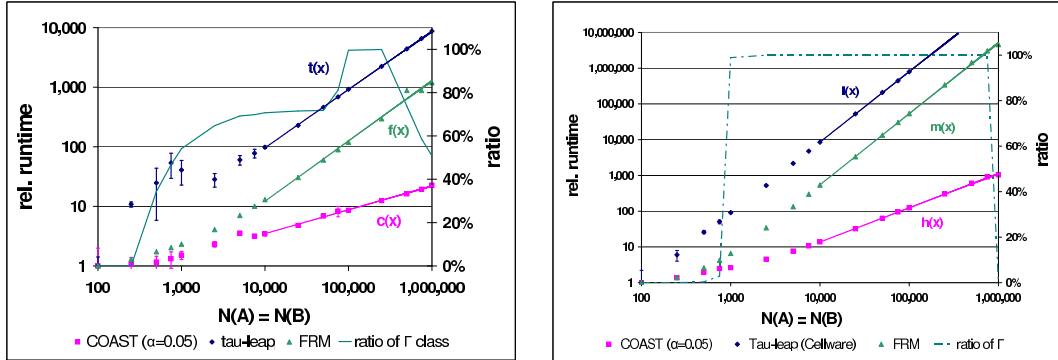 10,000
1,000
100
10
1
rel. runtime
100%
80%
60%
40%
20%
0%
ratio
t(x)
f(x)
c(x)
100 1,000 10,000 100,000 1,000,000
N(A) = N(B)
COAST (α=0.05) tau-leap FRM ratio of Γ class
10,000,000
1,000,000
100,000
10,000
1,000
100
10
1
rel. runtime
100%
80%
60%
40%
20%
0%
ratio
l(x)
m(x)
h(x)
100 1,000 10,000 100,000 1,000,000
N(A) = N(B)
COAST (α=0.05) Tau-leap (Cellware) FRM ratio of Γ